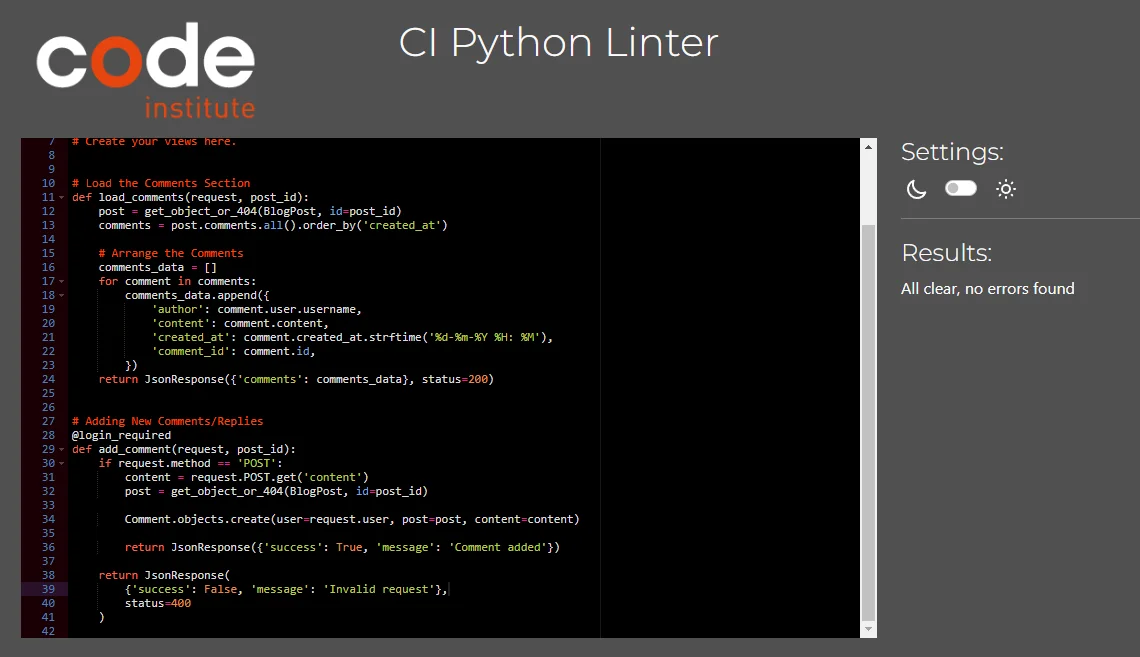 code
institute
CI Python Linter
7 # Create your views here.
8
9
10 # Load the Comments Section
11 def load_comments(request, post_id):
12     post = get_object_or_404(BlogPost, id=post_id)
13     comments = post.comments.all().order_by('created_at')
14
15     # Arrange the Comments
16     comments_data = []
17     for comment in comments:
18         comments_data.append({
19             'author': comment.user.username,
20             'content': comment.content,
21             'created_at': comment.created_at.strftime('%d-%m-%Y %H: %M'),
22             'comment_id': comment.id,
23         })
24     return JsonResponse({'comments': comments_data}, status=200)
25
26
27 # Adding New Comments/Replies
28 @login_required
29 def add_comment(request, post_id):
30     if request.method == 'POST':
31         content = request.POST.get('content')
32         post = get_object_or_404(BlogPost, id=post_id)
33
34         Comment.objects.create(user=request.user, post=post, content=content)
35
36         return JsonResponse({'success': True, 'message': 'Comment added'})
37
38     return JsonResponse(
39         {'success': False, 'message': 'Invalid request'},
40         status=400
41     )
42
Settings:
Results:
All clear, no errors found